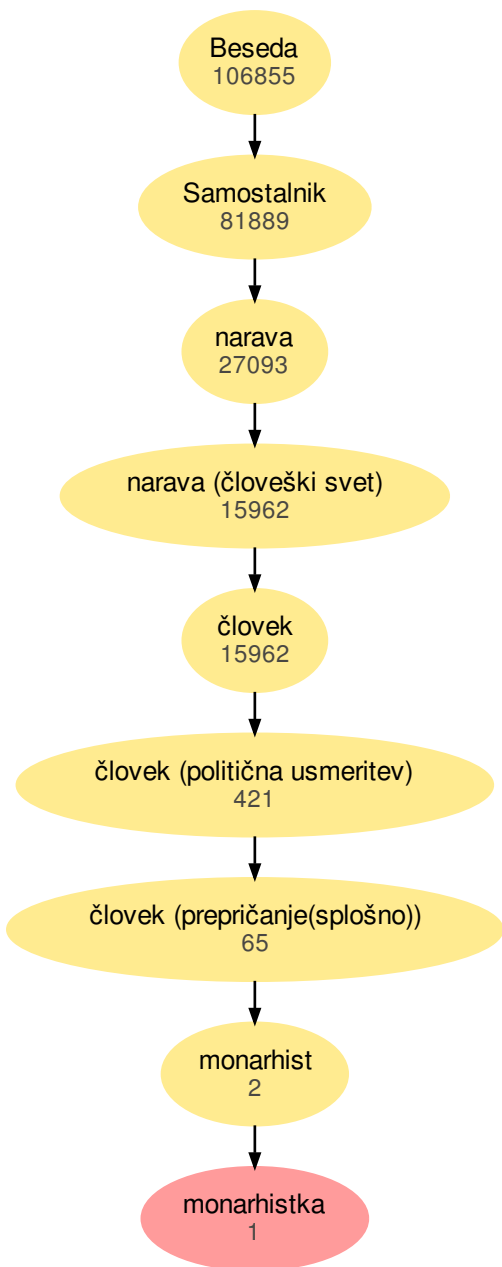 Beseda
106855
Samostalnik
81889
narava
27093
narava (človeški svet)
15962
človek
15962
človek (politična usmeritev)
421
človek (prepričanje(splošno))
65
monarhist
2
monarhistka
1